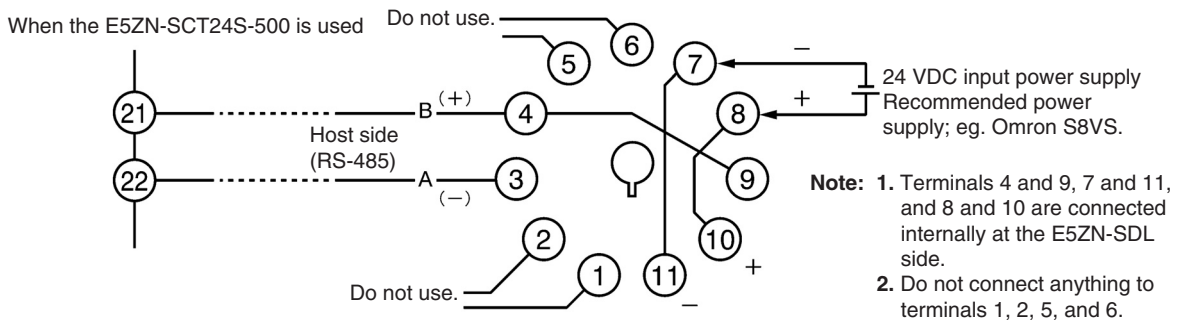 When the E5ZN-SCT24S-500 is used
Do not use.
6
5
7
−
24 VDC input power supply
Recommended power
supply; eg. Omron S8VS.
+
8
21
B (+)
4
Host side
(RS-485)
22
A
(−)
3
9
Note: 1. Terminals 4 and 9, 7 and 11,
and 8 and 10 are connected
internally at the E5ZN-SDL
side.
2. Do not connect anything to
terminals 1, 2, 5, and 6.
2
10
+
1
11
−
Do not use.